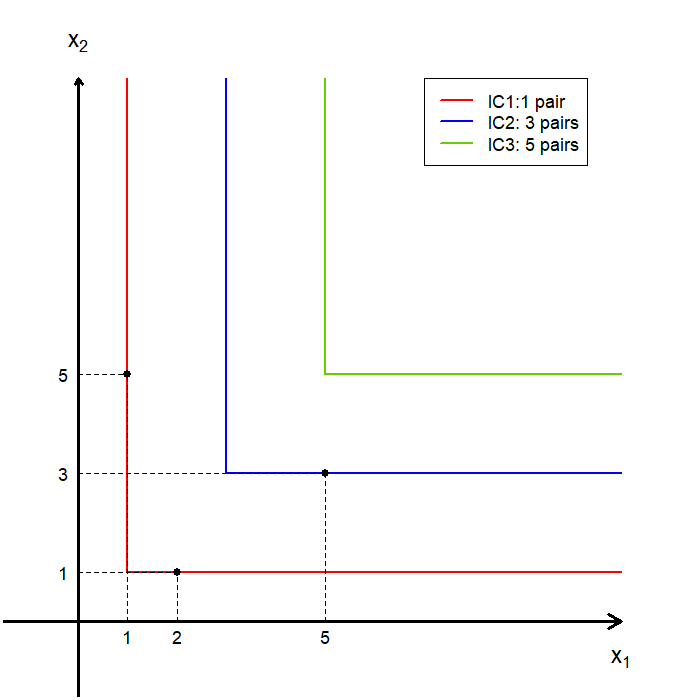 x₂
IC1:1 pair
IC2: 3 pairs
IC3: 5 pairs
5
3
1
1 2 5
x₁